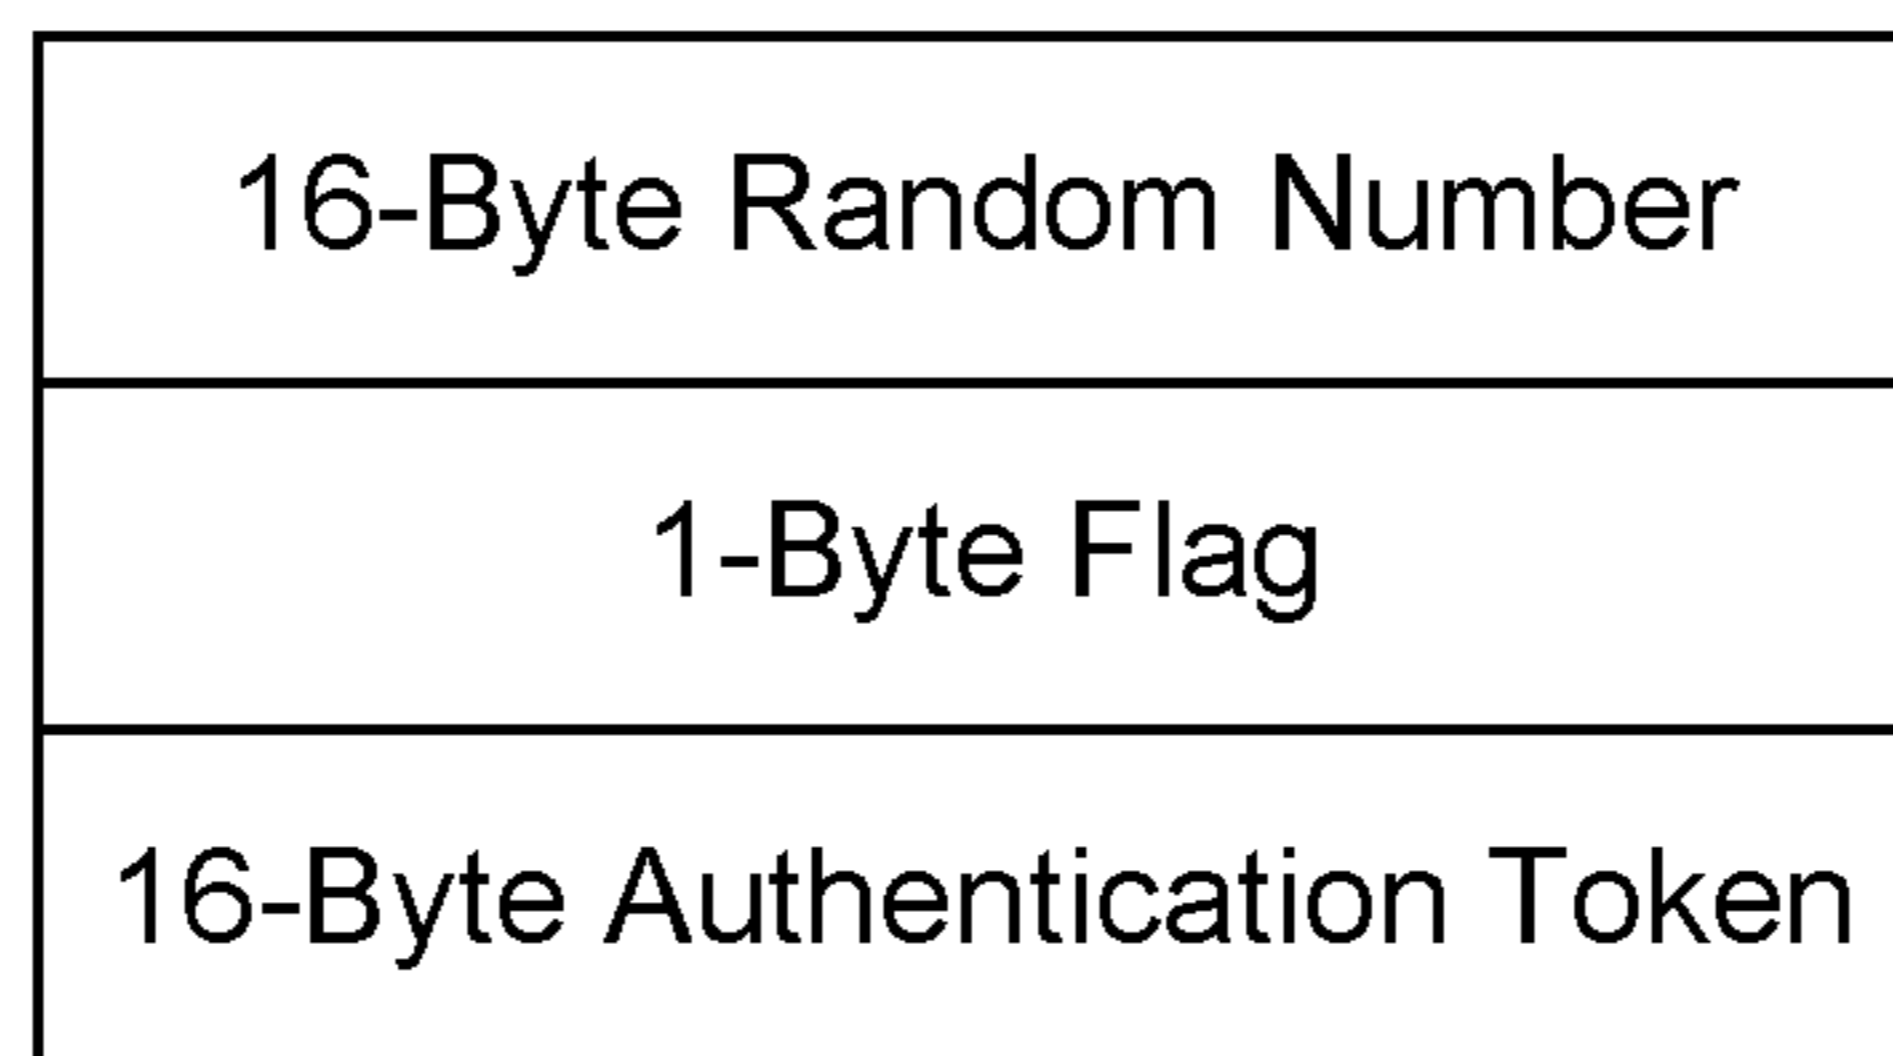 16-Byte Random Number
1-Byte Flag
16-Byte Authentication Token